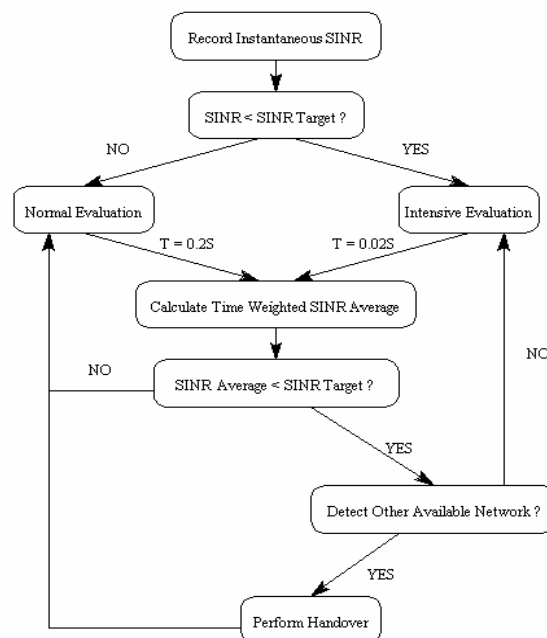 Record Instantaneous SINR
SINR < SINR Target ?
NO
YES
Normal Evaluation
Intensive Evaluation
T = 0.2S
T = 0.02S
Calculate Time Weighted SINR Average
NO
NO
SINR Average < SINR Target ?
YES
Detect Other Available Network ?
YES
Perform Handover